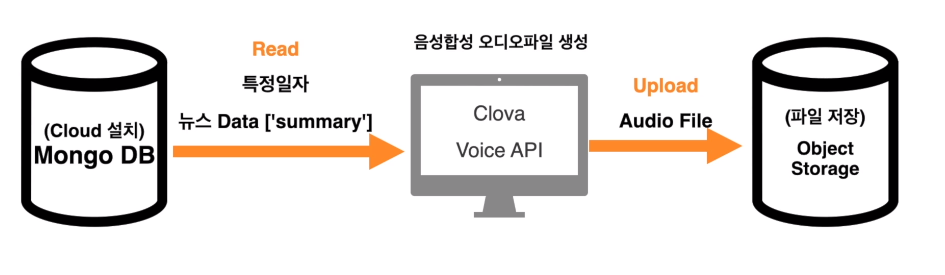 (Cloud 설치)
Mongo DB
Read
특정일자
뉴스 Data ['summary']
음성합성 오디오파일 생성
Clova
Voice API
Upload
Audio File
(파일 저장)
Object
Storage